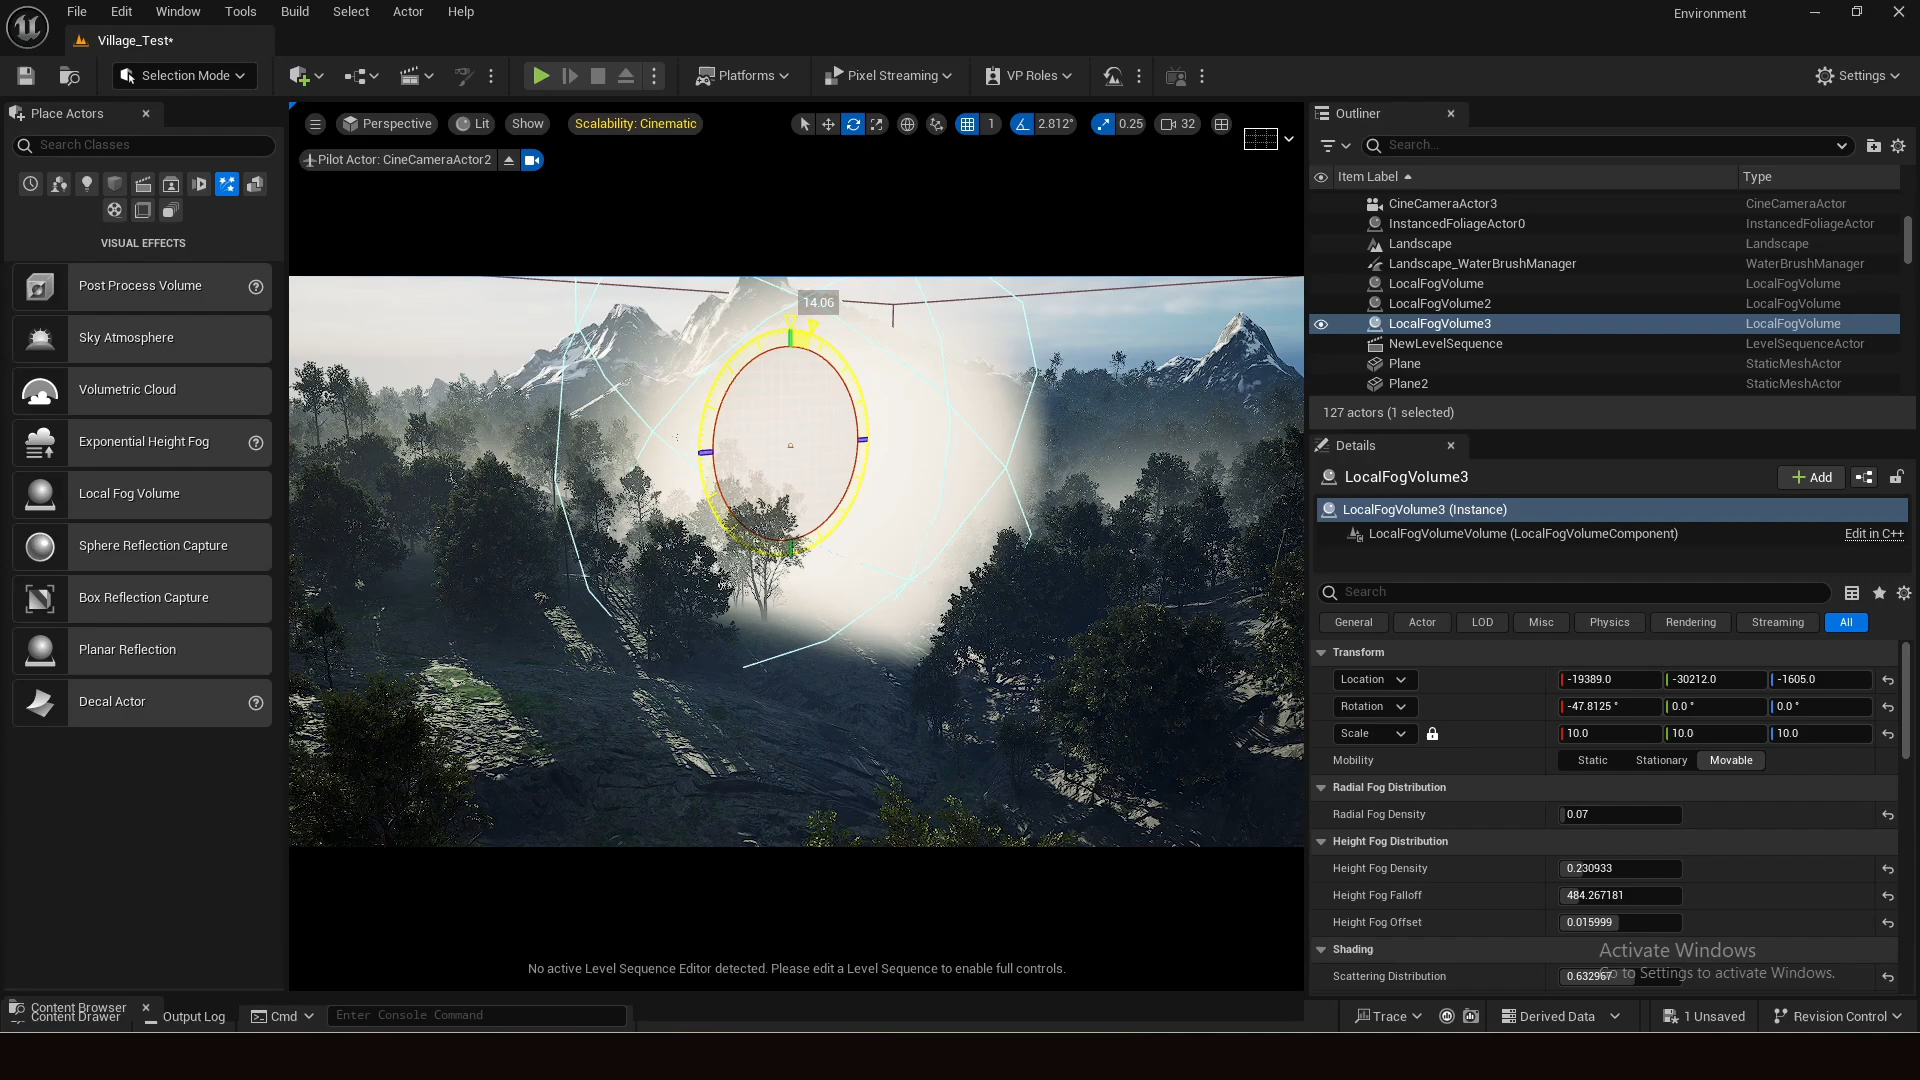 File Edit Window Tools Build Select Actor Help
Environment
Village_Test*
Selection Mode
Platforms
Pixel Streaming
VP Roles
Settings
Place Actors
Search Classes
VISUAL EFFECTS
Post Process Volume
Sky Atmosphere
Volumetric Cloud
Exponential Height Fog
Local Fog Volume
Sphere Reflection Capture
Box Reflection Capture
Planar Reflection
Decal Actor
Perspective Lit Show Scalability: Cinematic
1 2.812° 0.25 32
Pilot Actor: CineCameraActor2
14.06
No active Level Sequence Editor detected. Please edit a Level Sequence to enable full controls.
Outliner
Search...
Item Label Type
CineCameraActor3 CineCameraActor
InstancedFoliageActor0 InstancedFoliageActor
Landscape Landscape
Landscape_WaterBrushManager WaterBrushManager
LocalFogVolume LocalFogVolume
LocalFogVolume2 LocalFogVolume
LocalFogVolume3 LocalFogVolume
NewLevelSequence LevelSequenceActor
Plane StaticMeshActor
Plane2 StaticMeshActor
127 actors (1 selected)
Details
LocalFogVolume3
Add
LocalFogVolume3 (Instance)
LocalFogVolumeVolume (LocalFogVolumeComponent) Edit in C++
Search
General Actor LOD Misc Physics Rendering Streaming All
Transform
Location -19389.0 -30212.0 -1605.0
Rotation -47.8125 ° 0.0 ° 0.0 °
Scale 10.0 10.0 10.0
Mobility Static Stationary Movable
Radial Fog Distribution
Radial Fog Density 0.07
Height Fog Distribution
Height Fog Density 0.230933
Height Fog Falloff 484.267181
Height Fog Offset 0.015999
Shading
Scattering Distribution 0.632967
Activate Windows
Go to Settings to activate Windows.
Content Browser
Content Drawer
Output Log
Cmd
Enter Console Command
Trace
Derived Data
1 Unsaved
Revision Control